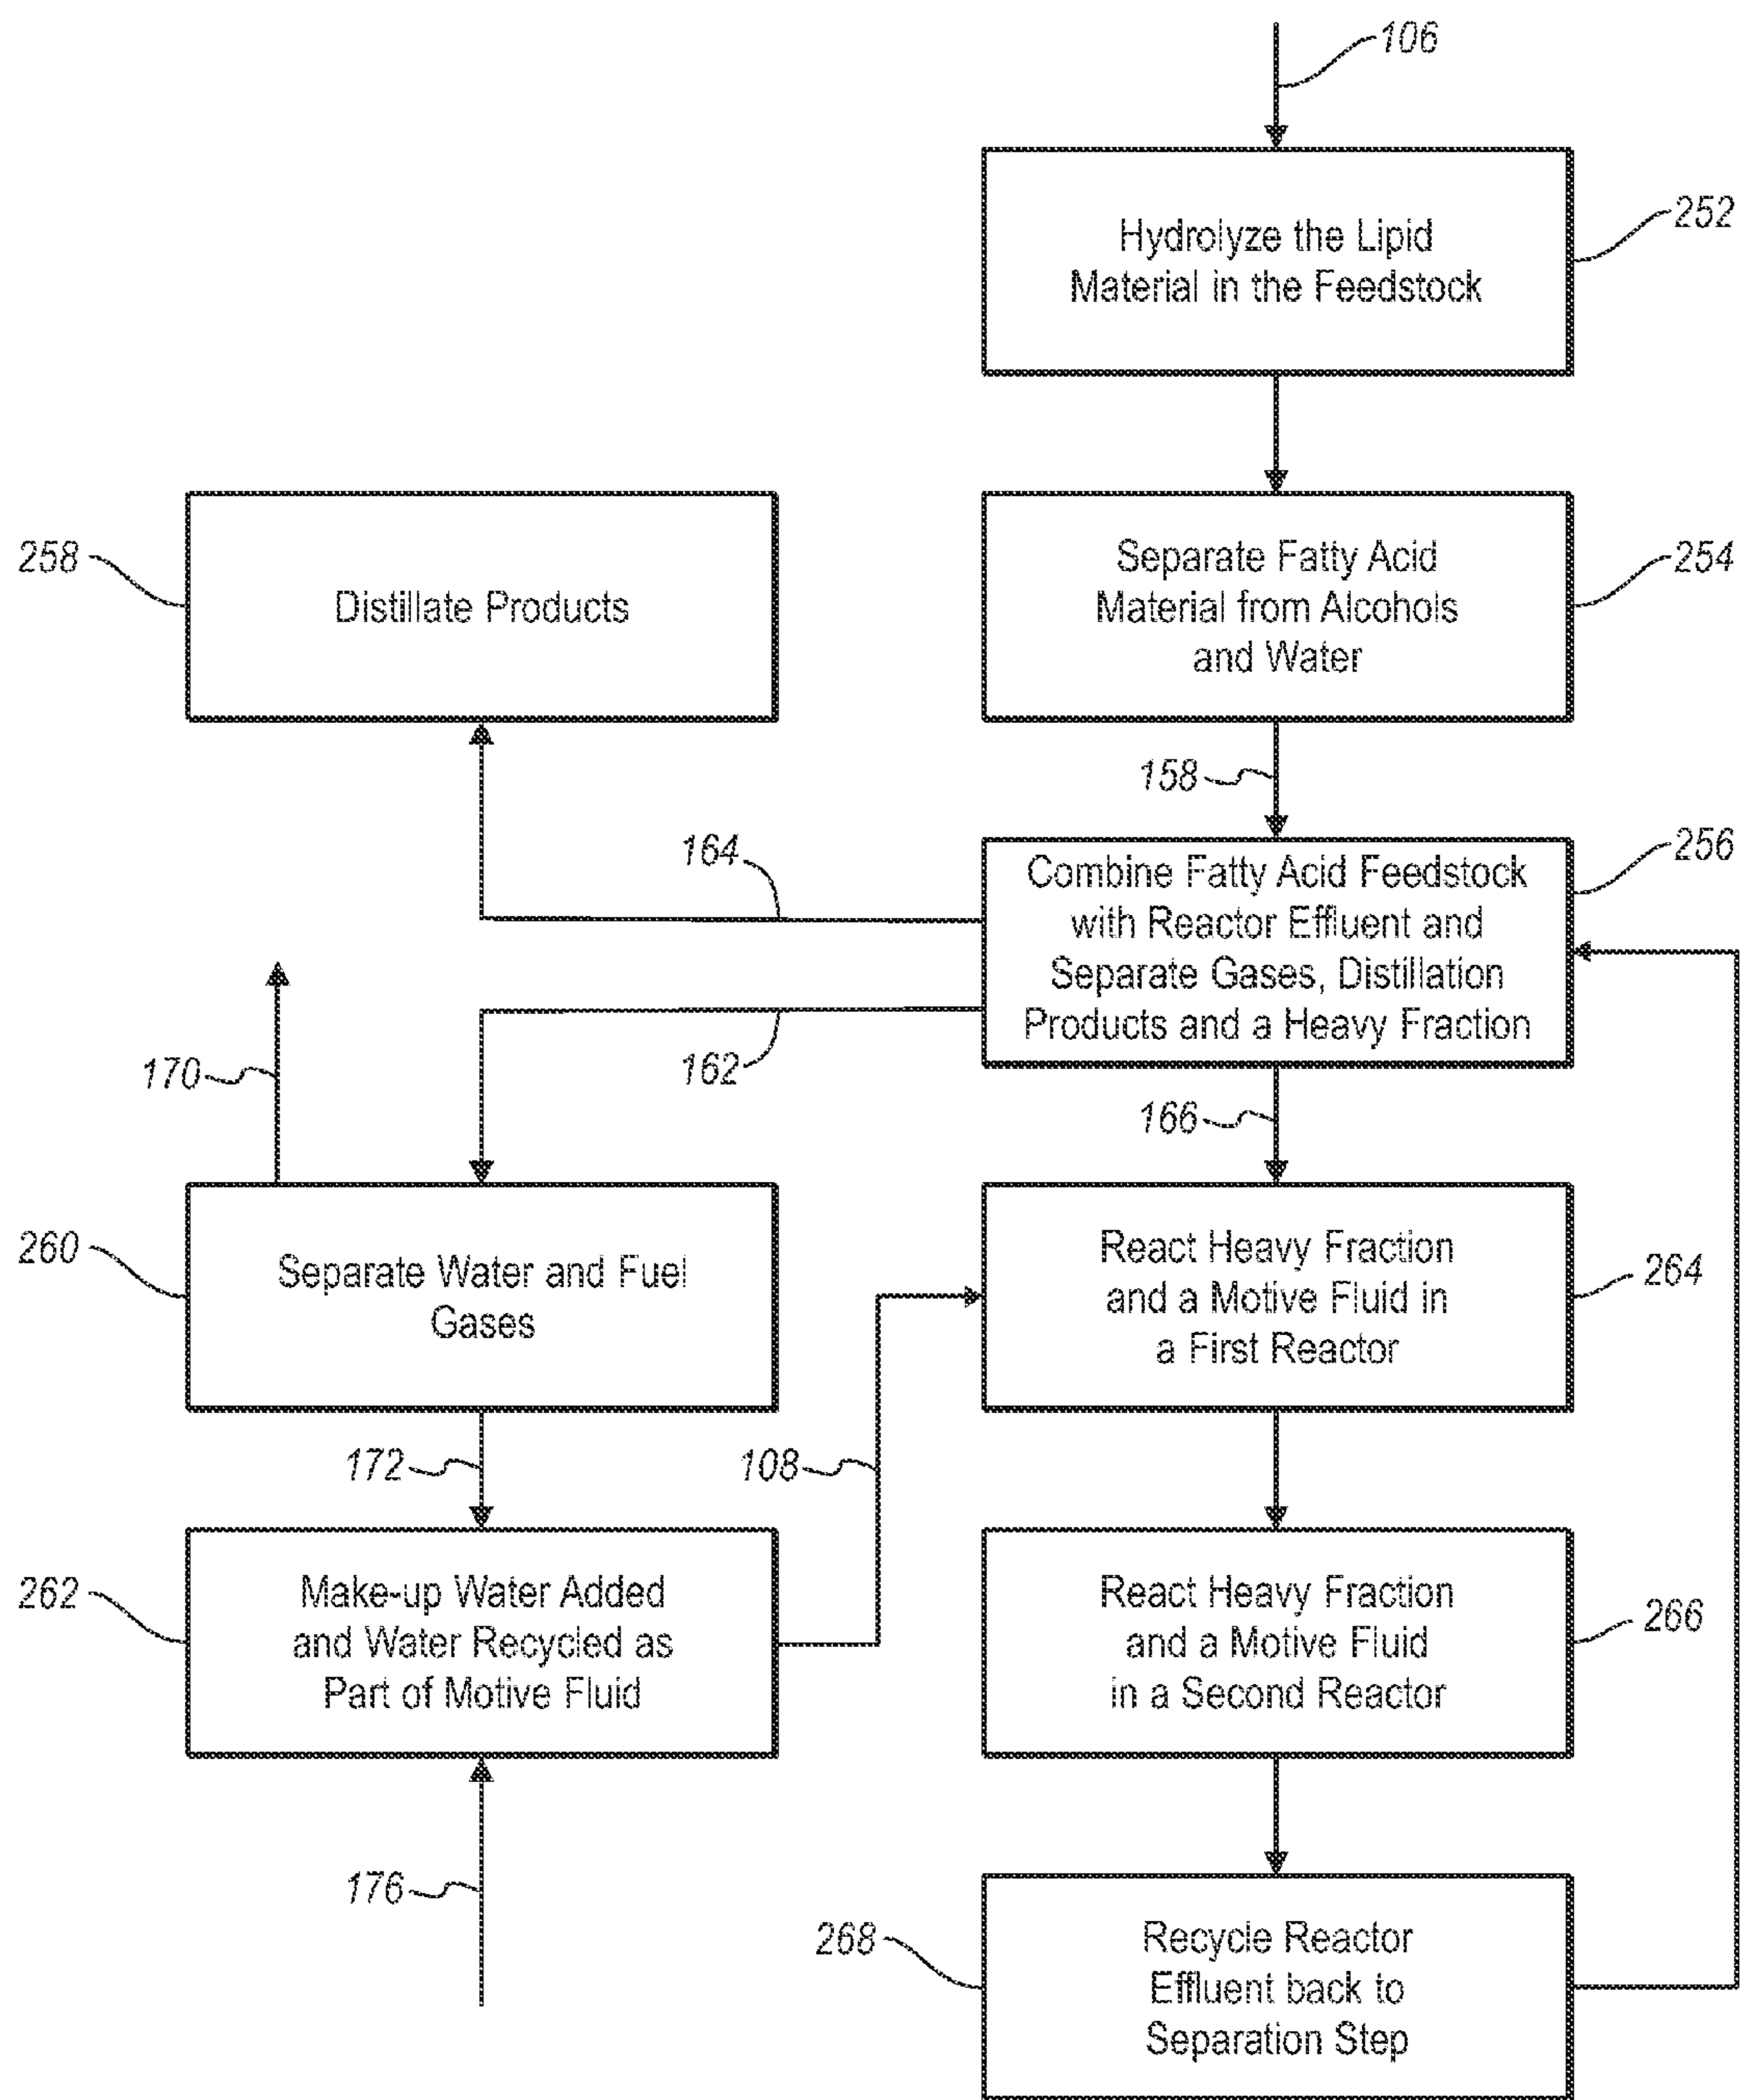 106
Hydrolyze the Lipid
Material in the Feedstock
252
258
Distillate Products
Separate Fatty Acid
Material from Alcohols
and Water
254
158
164
Combine Fatty Acid Feedstock
with Reactor Effluent and
Separate Gases, Distillation
Products and a Heavy Fraction
256
170
162
166
260
Separate Water and Fuel
Gases
React Heavy Fraction
and a Motive Fluid in
a First Reactor
264
172
108
262
Make-up Water Added
and Water Recycled as
Part of Motive Fluid
React Heavy Fraction
and a Motive Fluid
in a Second Reactor
266
176
268
Recycle Reactor
Effluent back to
Separation Step